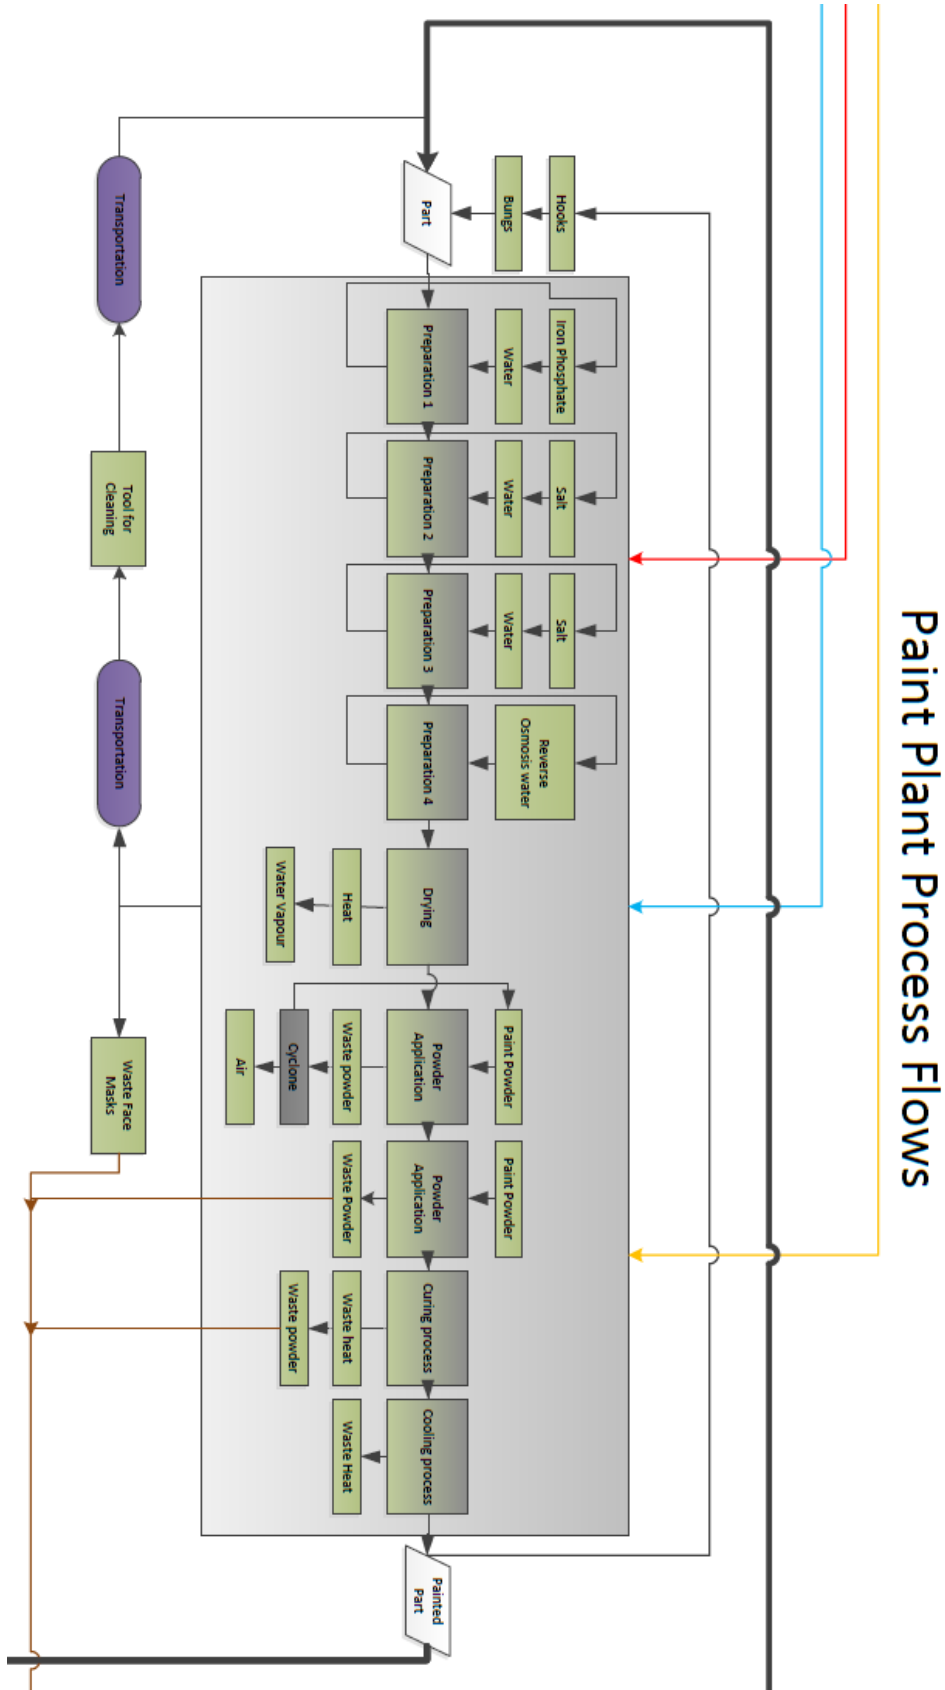 Paint Plant Process Flows
Hooks
Bungs
Part
Iron Phosphate
Water
Preparation 1
Salt
Water
Preparation 2
Salt
Water
Preparation 3
Reverse
Osmosis water
Preparation 4
Drying
Heat
Water Vapour
Paint Powder
Powder
Application
Waste powder
Cyclone
Air
Paint Powder
Powder
Application
Waste Powder
Curing process
Waste heat
Waste powder
Cooling process
Waste Heat
Painted
Part
Transportation
Tool for
Cleaning
Transportation
Waste Face
Masks